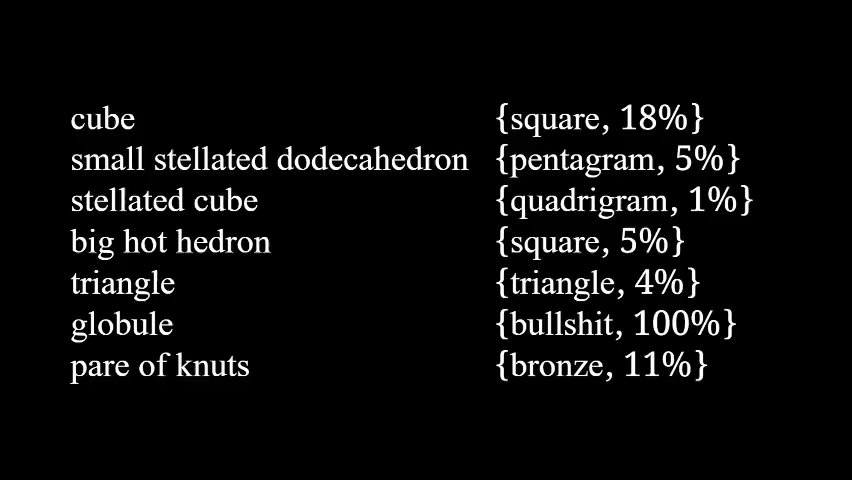 cube {square, 18%}
small stellated dodecahedron {pentagram, 5%}
stellated cube {quadrigram, 1%}
big hot hedron {square, 5%}
triangle {triangle, 4%}
globule {bullshit, 100%}
pare of knuts {bronze, 11%}